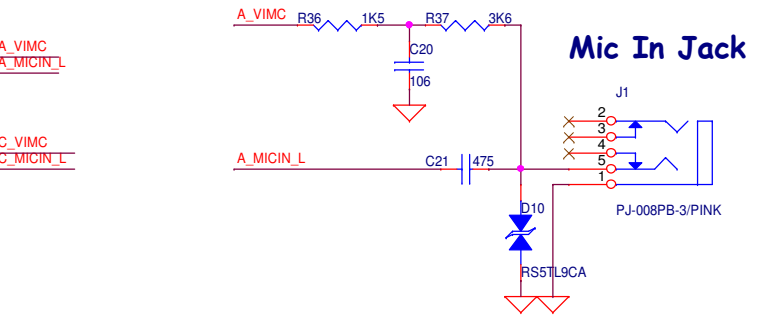 A_VIMC
R36
1K5
R37
3K6
Mic In Jack
A_VIMC
A_MICIN_L
C20
106
J1
2
3
4
5
1
C_VIMC
C_MICIN_L
A_MICIN_L
C21
475
D10
PJ-008PB-3/PINK
RS5TL9CA